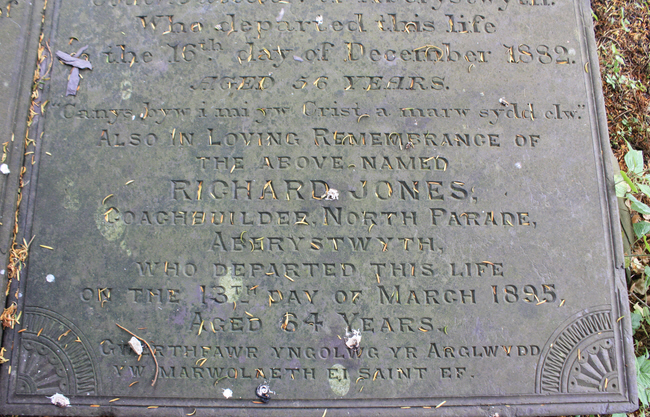 Who departed this life
the 16th day of December 1882.
AGED 56 YEARS.
"Canys byw i mi yw Crist, a marw sydd elw."
ALSO IN LOVING REMEMBRANCE OF
THE ABOVE NAMED
RICHARD JONES,
COACHBUILDER, NORTH PARADE,
ABERYSTWYTH,
WHO DEPARTED THIS LIFE
ON THE 13TH DAY OF MARCH 1895,
AGED 64 YEARS.
GWERTHFAWR YNGOLWG YR ARGLWYDD
YW MARWOLAETH EI SAINT EF.